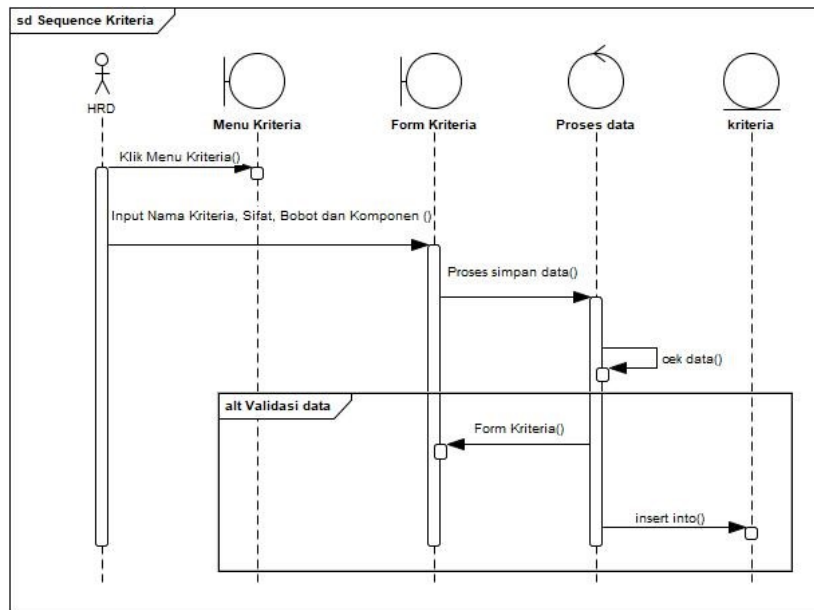 sd Sequence Kriteria
HRD
Menu Kriteria
Form Kriteria
Proses data
kriteria
Klik Menu Kriteria()
Input Nama Kriteria, Sifat, Bobot dan Komponen ()
Proses simpan data()
cek data()
alt Validasi data
Form Kriteria()
insert into()